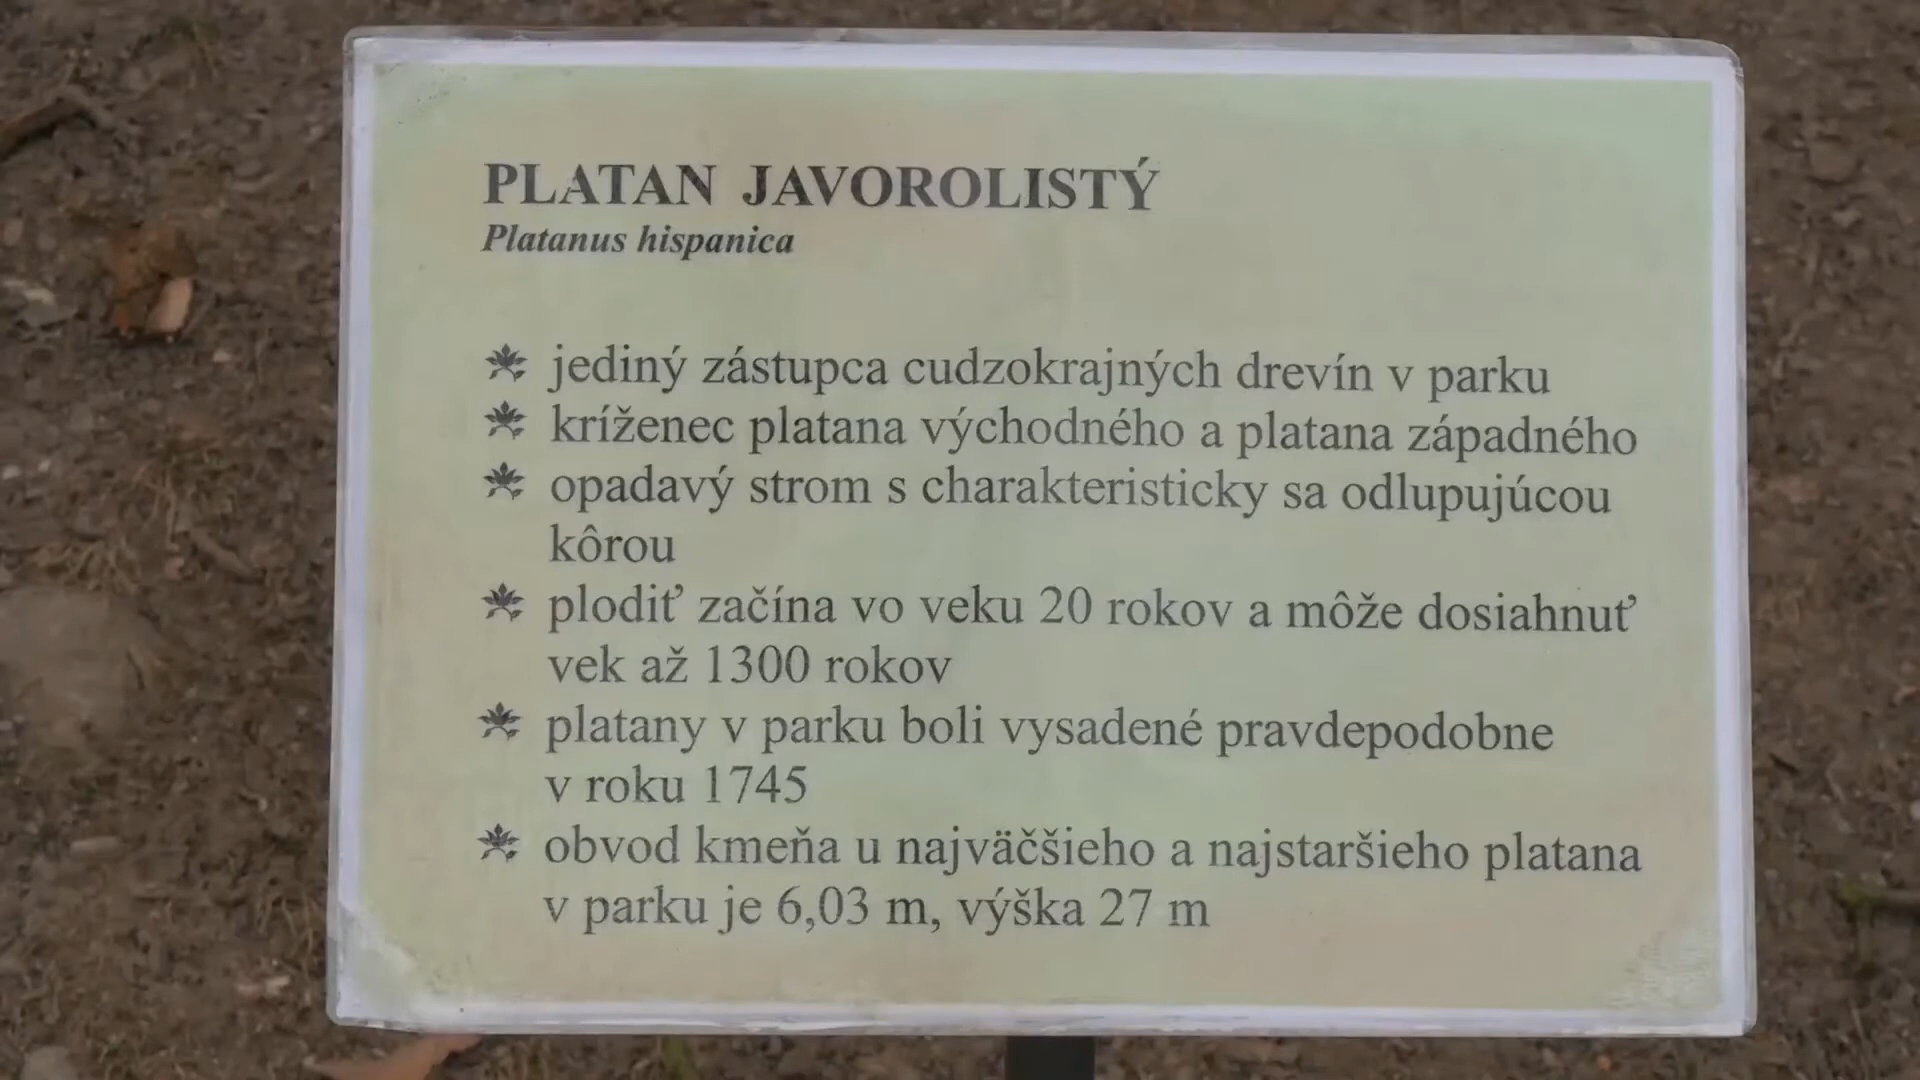 PLATAN JAVOROLISTÝ
Platanus hispanica
jediný zástupca cudzokrajných drevín v parku
kríženec platana východného a platana západného
opadavý strom s charakteristicky sa odlupujúcou
kôrou
plodiť začína vo veku 20 rokov a môže dosiahnuť
vek až 1300 rokov
platany v parku boli vysadené pravdepodobne
v roku 1745
obvod kmeňa u najväčšieho a najstaršieho platana
v parku je 6,03 m, výška 27 m